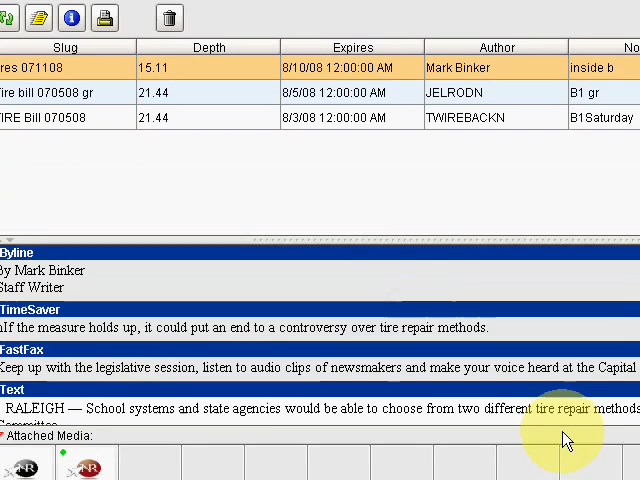 Slug Depth Expires Author No
res 071108 15.11 8/10/08 12:00:00 AM Mark Binker inside b
ire bill 070508 gr 21.44 8/5/08 12:00:00 AM JELRODN B1 gr
TIRE Bill 070508 21.44 8/3/08 12:00:00 AM TWIREBACKN B1Saturday
Byline
By Mark Binker
Staff Writer
TimeSaver
nIf the measure holds up, it could put an end to a controversy over tire repair methods.
FastFax
Keep up with the legislative session, listen to audio clips of newsmakers and make your voice heard at the Capital
Text
RALEIGH — School systems and state agencies would be able to choose from two different tire repair methods
Committee
Attached Media:
NR NR